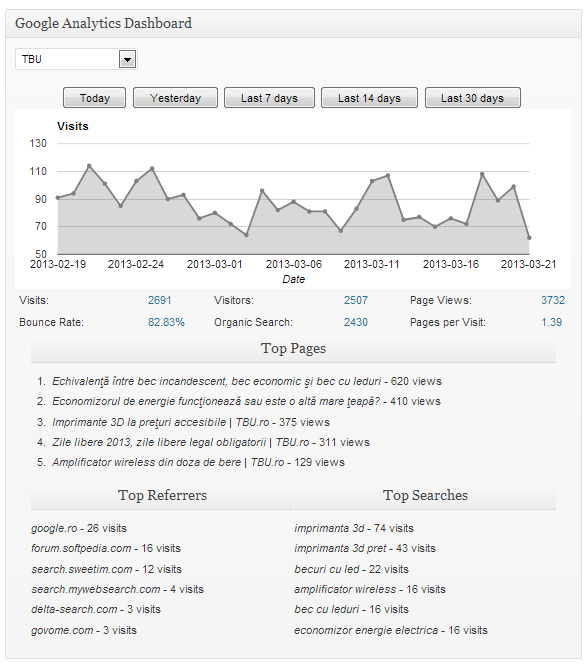 Google Analytics Dashboard
TBU
Today Yesterday Last 7 days Last 14 days Last 30 days
Visits
130
110
90
70
50
2013-02-19 2013-02-24 2013-03-01 2013-03-06 2013-03-11 2013-03-16 2013-03-21
Date
Visits: 2691 Visitors: 2507 Page Views: 3732
Bounce Rate: 82.83% Organic Search: 2430 Pages per Visit: 1.39
Top Pages
1. Echivalenţă între bec incandescent, bec economic şi bec cu leduri - 620 views
2. Economizorul de energie funcţionează sau este o altă mare ţeapă? - 410 views
3. Imprimante 3D la preţuri accesibile | TBU.ro - 375 views
4. Zile libere 2013, zile libere legal obligatorii | TBU.ro - 311 views
5. Amplificator wireless din doza de bere | TBU.ro - 129 views
Top Referrers
google.ro - 26 visits
forum.softpedia.com - 16 visits
search.sweetim.com - 12 visits
search.mywebsearch.com - 4 visits
delta-search.com - 3 visits
govome.com - 3 visits
Top Searches
imprimanta 3d - 74 visits
imprimanta 3d pret - 43 visits
becuri cu led - 22 visits
amplificator wireless - 16 visits
bec cu leduri - 16 visits
economizor energie electrica - 16 visits